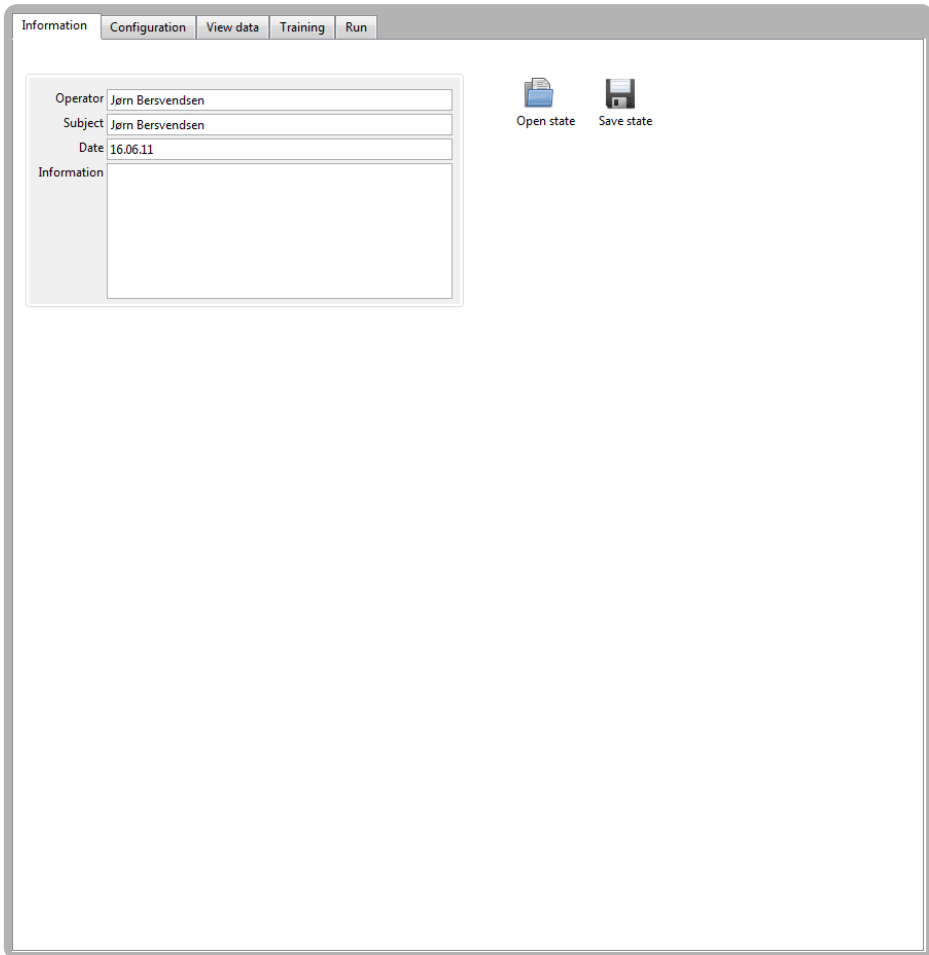 Information Configuration View data Training Run
Operator Jørn Bersvendsen
Subject Jørn Bersvendsen
Date 16.06.11
Information
Open state Save state